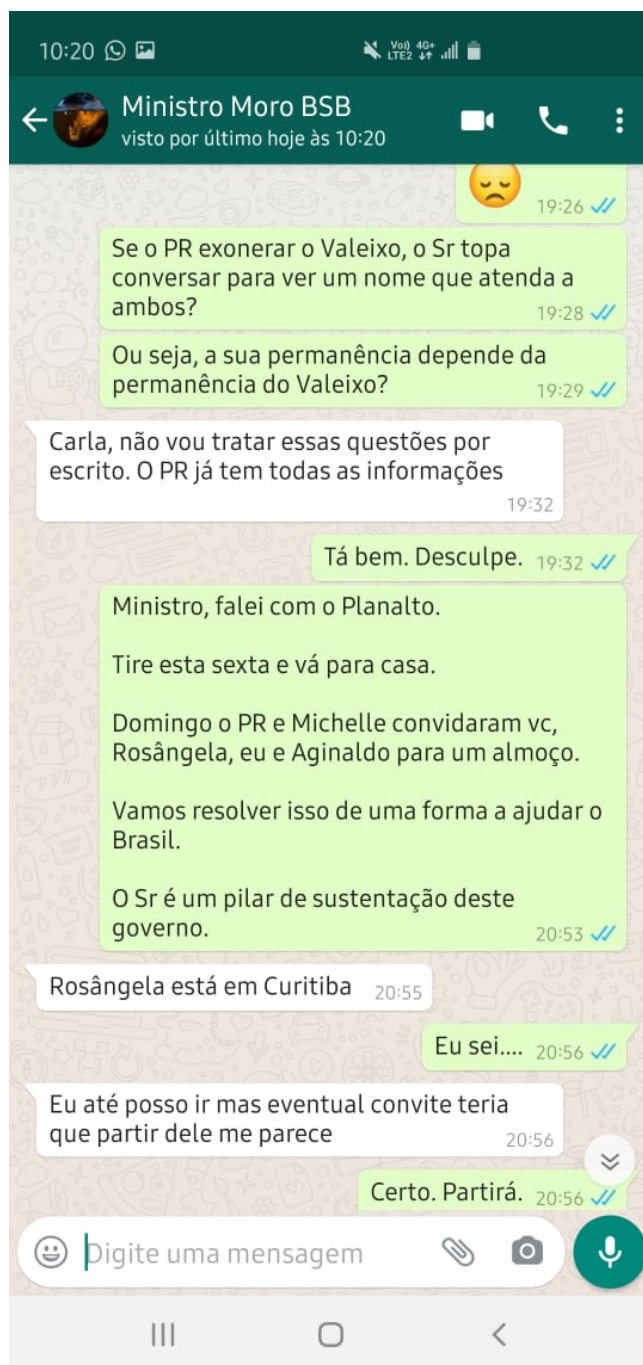 10:20
Vo) 4G+
LTE2
Ministro Moro BSB
visto por último hoje às 10:20
19:26
Se o PR exonerar o Valeixo, o Sr topa
conversar para ver um nome que atenda a
ambos?
19:28
Ou seja, a sua permanência depende da
permanência do Valeixo?
19:29
Carla, não vou tratar essas questões por
escrito. O PR já tem todas as informações
19:32
Tá bem. Desculpe. 19:32
Ministro, falei com o Planalto.
Tire esta sexta e vá para casa.
Domingo o PR e Michelle convidaram vc,
Rosângela, eu e Aginaldo para um almoço.
Vamos resolver isso de uma forma a ajudar o
Brasil.
O Sr é um pilar de sustentação deste
governo.
20:53
Rosângela está em Curitiba 20:55
Eu sei.... 20:56
Eu até posso ir mas eventual convite teria
que partir dele me parece
20:56
Certo. Partirá. 20:56
Digite uma mensagem